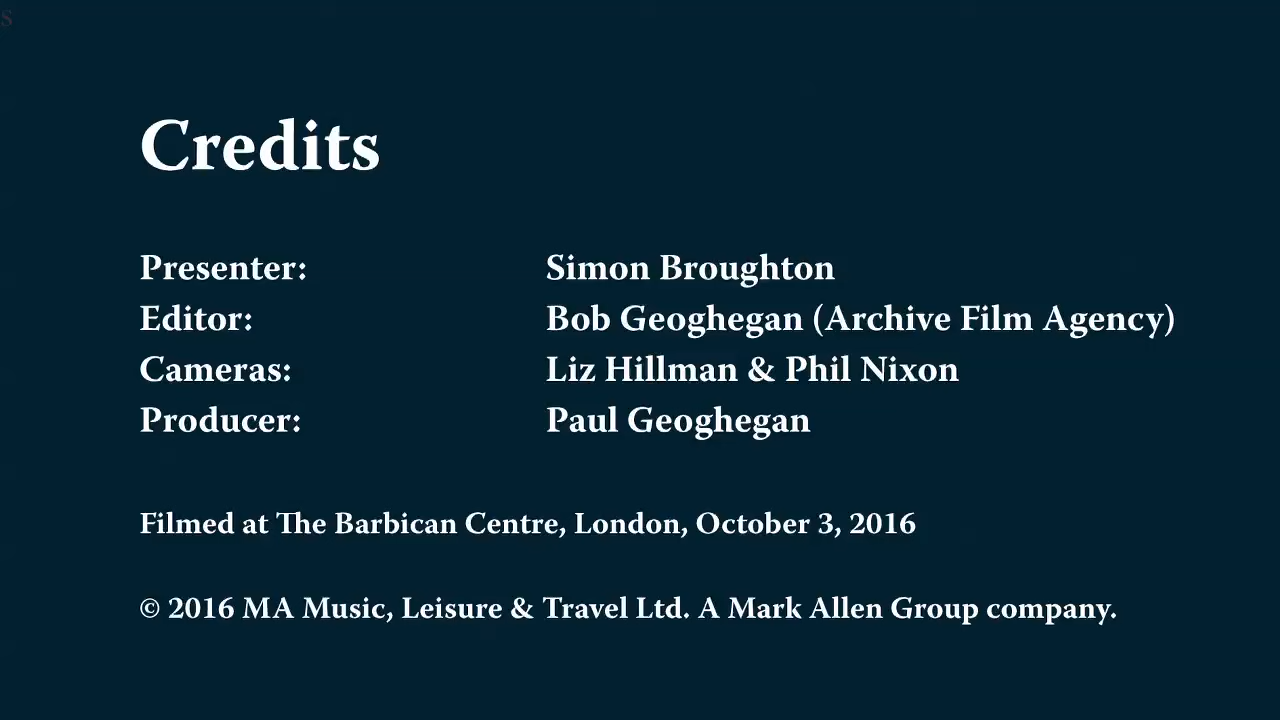 S
Credits
Presenter: Simon Broughton
Editor: Bob Geoghegan (Archive Film Agency)
Cameras: Liz Hillman & Phil Nixon
Producer: Paul Geoghegan
Filmed at The Barbican Centre, London, October 3, 2016
© 2016 MA Music, Leisure & Travel Ltd. A Mark Allen Group company.